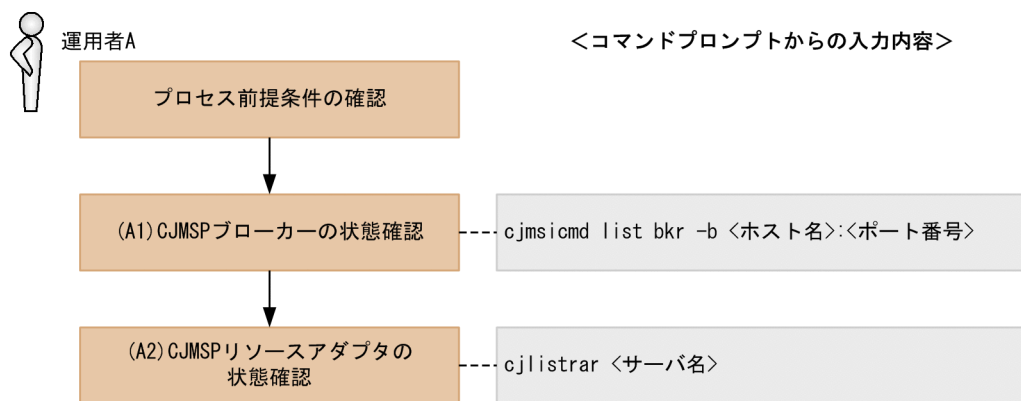 運用者A
<コマンドプロンプトからの入力内容>
プロセス前提条件の確認
(A1)CJMSPブローカーの状態確認
cjmsicmd list bkr -b <ホスト名>:<ポート番号>
(A2)CJMSPリソースアダプタの
状態確認
cjlistrar <サーバ名>